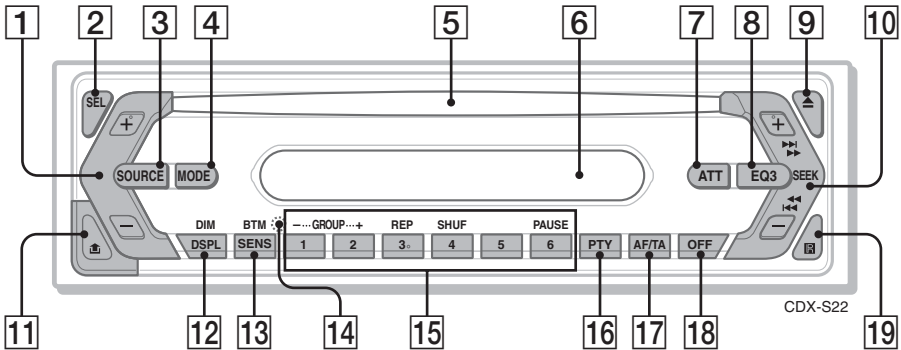 1 2 3 4 5 6 7 8 9 10
SEL
+ +
SOURCE MODE ATT EQ3 SEEK
− −
DIM BTM −···GROUP···+ REP SHUF PAUSE
DSPL SENS 1 2 3 4 5 6 PTY AF/TA OFF
CDX-S22
11 12 13 14 15 16 17 18 19